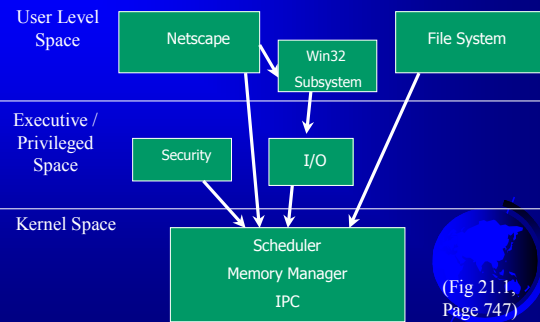 User Level
Space
Netscape
Win32
Subsystem
File System
Executive /
Privileged
Space
Security
I/O
Kernel Space
Scheduler
Memory Manager
IPC
(Fig 21.1,
Page 747)